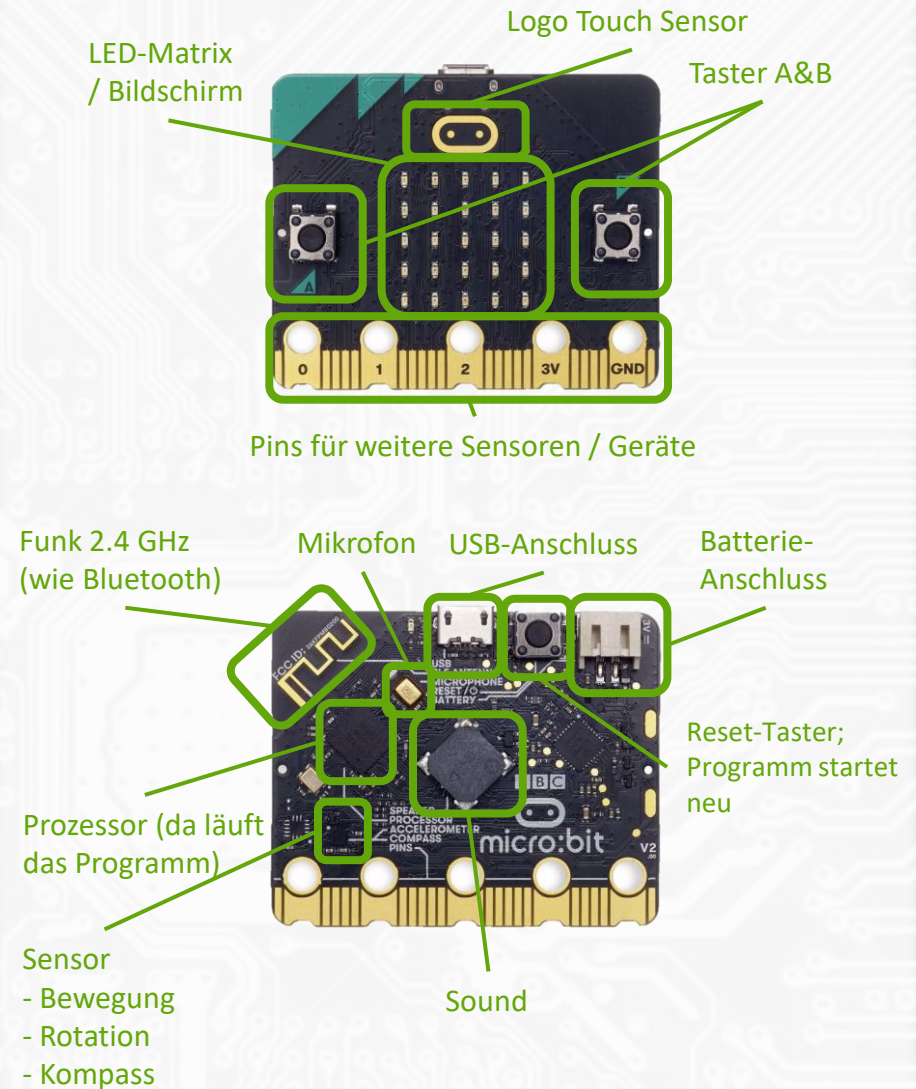 Logo Touch Sensor
LED-Matrix
/ Bildschirm
Taster A&B
A
0 1 2 3V GND
Pins für weitere Sensoren / Geräte
Funk 2.4 GHz
(wie Bluetooth)
Mikrofon
USB-Anschluss
Batterie-
Anschluss
3V
USB
MICROPHONE
RESET /
BATTERY
Reset-Taster;
Programm startet
neu
BBC
micro:bit
V2
.00
SPEAKER
PROCESSOR
ACCELEROMETER
COMPASS
PINS
Prozessor (da läuft
das Programm)
Sensor
- Bewegung
- Rotation
- Kompass
Sound